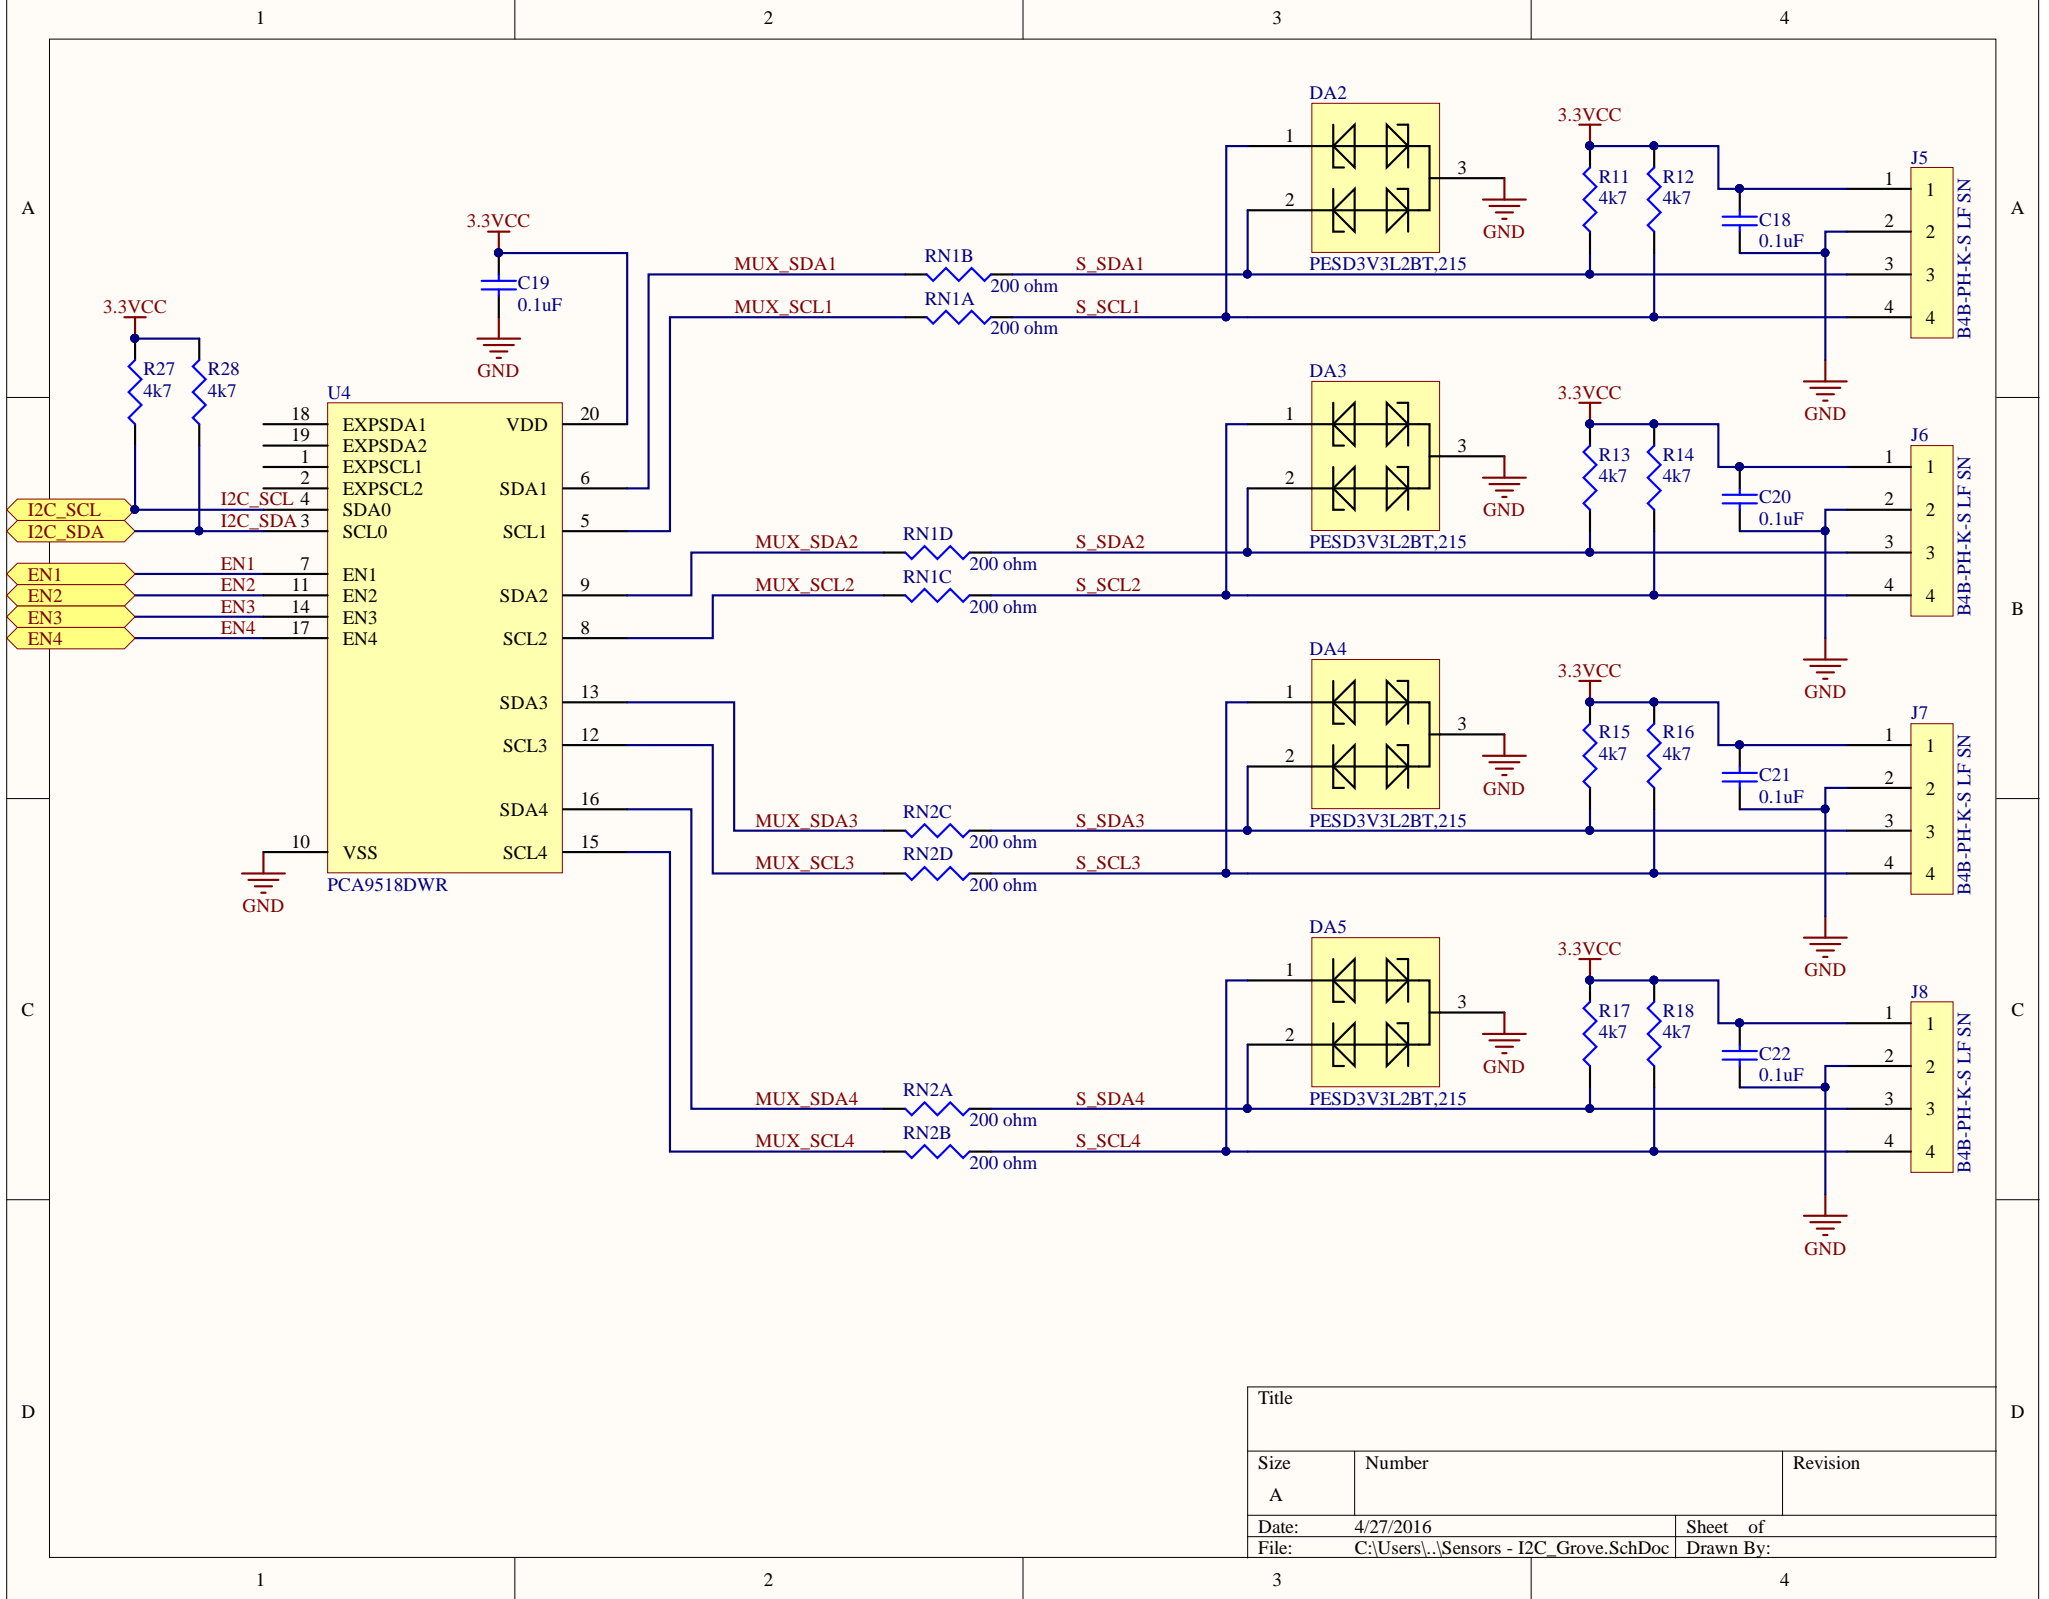 1 2 3 4
A A
B
C C
D D
1 2 3 4
3.3VCC
R27
4k7
R28
4k7
I2C_SCL
I2C_SDA
EN1
EN2
EN3
EN4
I2C_SCL 4
I2C_SDA 3
EN1 7
EN2 11
EN3 14
EN4 17
3.3VCC
C19
0.1uF
GND
U4
18 EXPSDA1
19 EXPSDA2
1 EXPSCL1
2 EXPSCL2
SDA0
SCL0
EN1
EN2
EN3
EN4
10 VSS
GND
VDD 20
SDA1 6
SCL1 5
SDA2 9
SCL2 8
SDA3 13
SCL3 12
SDA4 16
SCL4 15
PCA9518DWR
MUX_SDA1 RN1B 200 ohm S_SDA1
MUX_SCL1 RN1A 200 ohm S_SCL1
DA2
1
2
3
GND
PESD3V3L2BT,215
3.3VCC
R11
4k7
R12
4k7
C18
0.1uF
GND
J5
1 1
2 2
3 3
4 4
B4B-PH-K-S LF SN
MUX_SDA2 RN1D 200 ohm S_SDA2
MUX_SCL2 RN1C 200 ohm S_SCL2
DA3
1
2
3
GND
PESD3V3L2BT,215
3.3VCC
R13
4k7
R14
4k7
C20
0.1uF
GND
J6
1 1
2 2
3 3
4 4
B4B-PH-K-S LF SN
MUX_SDA3 RN2C 200 ohm S_SDA3
MUX_SCL3 RN2D 200 ohm S_SCL3
DA4
1
2
3
GND
PESD3V3L2BT,215
3.3VCC
R15
4k7
R16
4k7
C21
0.1uF
GND
J7
1 1
2 2
3 3
4 4
B4B-PH-K-S LF SN
MUX_SDA4 RN2A 200 ohm S_SDA4
MUX_SCL4 RN2B 200 ohm S_SCL4
DA5
1
2
3
GND
PESD3V3L2BT,215
3.3VCC
R17
4k7
R18
4k7
C22
0.1uF
GND
J8
1 1
2 2
3 3
4 4
B4B-PH-K-S LF SN
Title
Size Number Revision
A
Date: 4/27/2016 Sheet of
File: C:\Users\..\Sensors - I2C_Grove.SchDoc Drawn By: